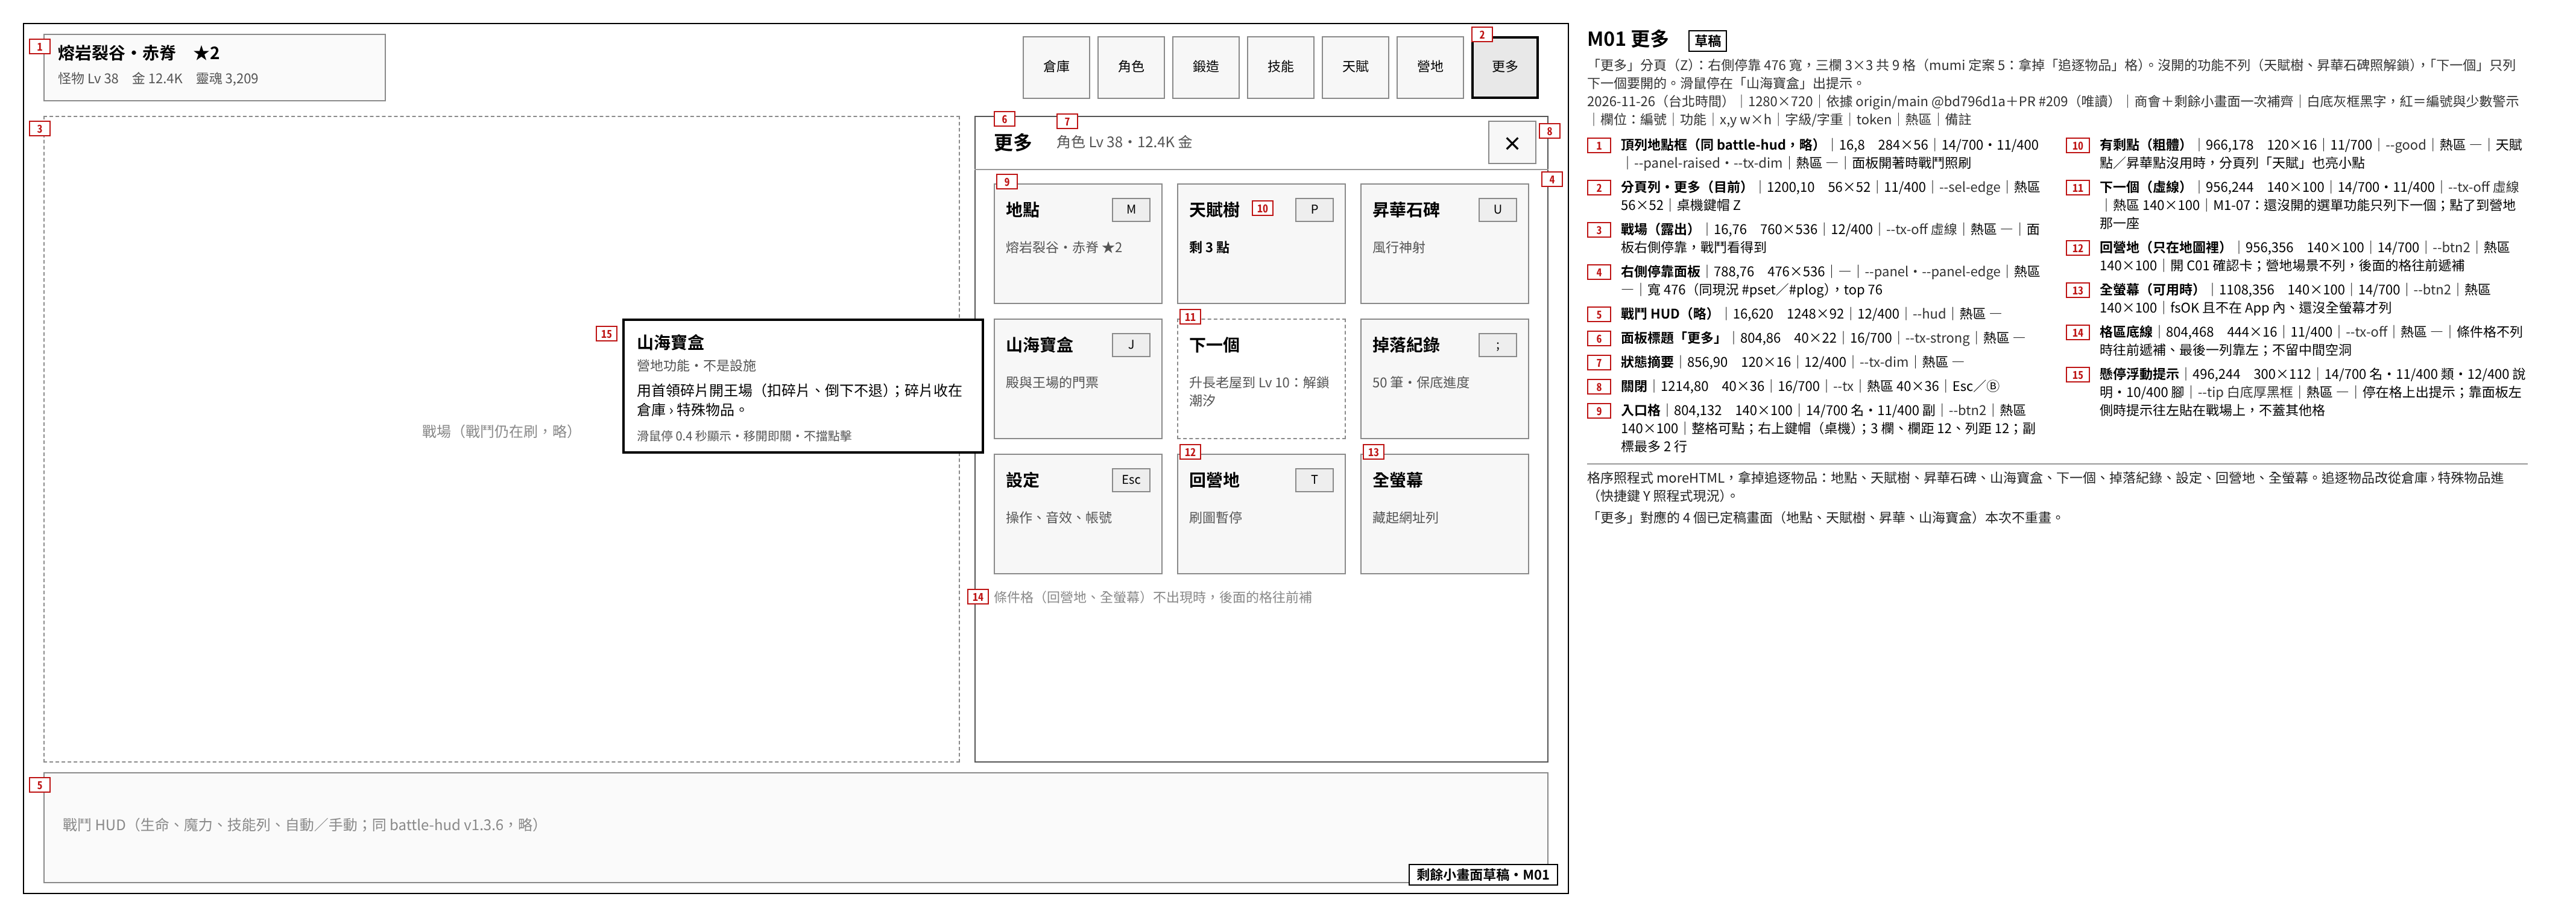 1
熔岩裂谷・赤脊 ★2
怪物 Lv 38 金 12.4K 靈魂 3,209
倉庫
角色
鍛造
技能
天賦
營地
2
更多
3
戰場（戰鬥仍在刷，略）
6
更多
7
角色 Lv 38・12.4K 金
8
×
4
9
地點
M
熔岩裂谷・赤脊 ★2
天賦樹
10
P
剩 3 點
昇華石碑
U
風行神射
山海寶盒
J
殿與王場的門票
11
下一個
升長老屋到 Lv 10：解鎖
潮汐
掉落紀錄
;
50 筆・保底進度
設定
Esc
操作、音效、帳號
12
回營地
T
刷圖暫停
13
全螢幕
藏起網址列
14
條件格（回營地、全螢幕）不出現時，後面的格往前補
15
山海寶盒
營地功能・不是設施
用首領碎片開王場（扣碎片、倒下不退）；碎片收在
倉庫 › 特殊物品。
滑鼠停 0.4 秒顯示・移開即關・不擋點擊
5
戰鬥 HUD（生命、魔力、技能列、自動／手動；同 battle-hud v1.3.6，略）
剩餘小畫面草稿・M01
M01 更多
草稿
「更多」分頁（Z）：右側停靠 476 寬，三欄 3×3 共 9 格（mumi 定案 5：拿掉「追逐物品」格）。沒開的功能不列（天賦樹、昇華石碑照解鎖），「下一個」只列
下一個要開的。滑鼠停在「山海寶盒」出提示。
2026-11-26（台北時間）｜1280×720｜依據 origin/main @bd796d1a＋PR #209（唯讀）｜商會＋剩餘小畫面一次補齊｜白底灰框黑字，紅＝編號與少數警示
｜欄位：編號｜功能｜x,y w×h｜字級/字重｜token｜熱區｜備註
1
頂列地點框（同 battle-hud，略）｜16,8 284×56｜14/700・11/400
｜--panel-raised・--tx-dim｜熱區 —｜面板開著時戰鬥照刷
2
分頁列・更多（目前）｜1200,10 56×52｜11/400｜--sel-edge｜熱區
56×52｜桌機鍵帽 Z
3
戰場（露出）｜16,76 760×536｜12/400｜--tx-off 虛線｜熱區 —｜面
板右側停靠，戰鬥看得到
4
右側停靠面板｜788,76 476×536｜—｜--panel・--panel-edge｜熱區
—｜寬 476（同現況 #pset／#plog），top 76
5
戰鬥 HUD（略）｜16,620 1248×92｜12/400｜--hud｜熱區 —
6
面板標題「更多」｜804,86 40×22｜16/700｜--tx-strong｜熱區 —
7
狀態摘要｜856,90 120×16｜12/400｜--tx-dim｜熱區 —
8
關閉｜1214,80 40×36｜16/700｜--tx｜熱區 40×36｜Esc／Ⓑ
9
入口格｜804,132 140×100｜14/700 名・11/400 副｜--btn2｜熱區
140×100｜整格可點；右上鍵帽（桌機）；3 欄、欄距 12、列距 12；副
標最多 2 行
10
有剩點（粗體）｜966,178 120×16｜11/700｜--good｜熱區 —｜天賦
點／昇華點沒用時，分頁列「天賦」也亮小點
11
下一個（虛線）｜956,244 140×100｜14/700・11/400｜--tx-off 虛線
｜熱區 140×100｜M1-07：還沒開的選單功能只列下一個；點了到營地
那一座
12
回營地（只在地圖裡）｜956,356 140×100｜14/700｜--btn2｜熱區
140×100｜開 C01 確認卡；營地場景不列，後面的格往前遞補
13
全螢幕（可用時）｜1108,356 140×100｜14/700｜--btn2｜熱區
140×100｜fsOK 且不在 App 內、還沒全螢幕才列
14
格區底線｜804,468 444×16｜11/400｜--tx-off｜熱區 —｜條件格不列
時往前遞補、最後一列靠左；不留中間空洞
15
懸停浮動提示｜496,244 300×112｜14/700 名・11/400 類・12/400 說
明・10/400 腳｜--tip 白底厚黑框｜熱區 —｜停在格上出提示；靠面板左
側時提示往左貼在戰場上，不蓋其他格
格序照程式 moreHTML，拿掉追逐物品：地點、天賦樹、昇華石碑、山海寶盒、下一個、掉落紀錄、設定、回營地、全螢幕。追逐物品改從倉庫 › 特殊物品進
（快捷鍵 Y 照程式現況）。
「更多」對應的 4 個已定稿畫面（地點、天賦樹、昇華、山海寶盒）本次不重畫。